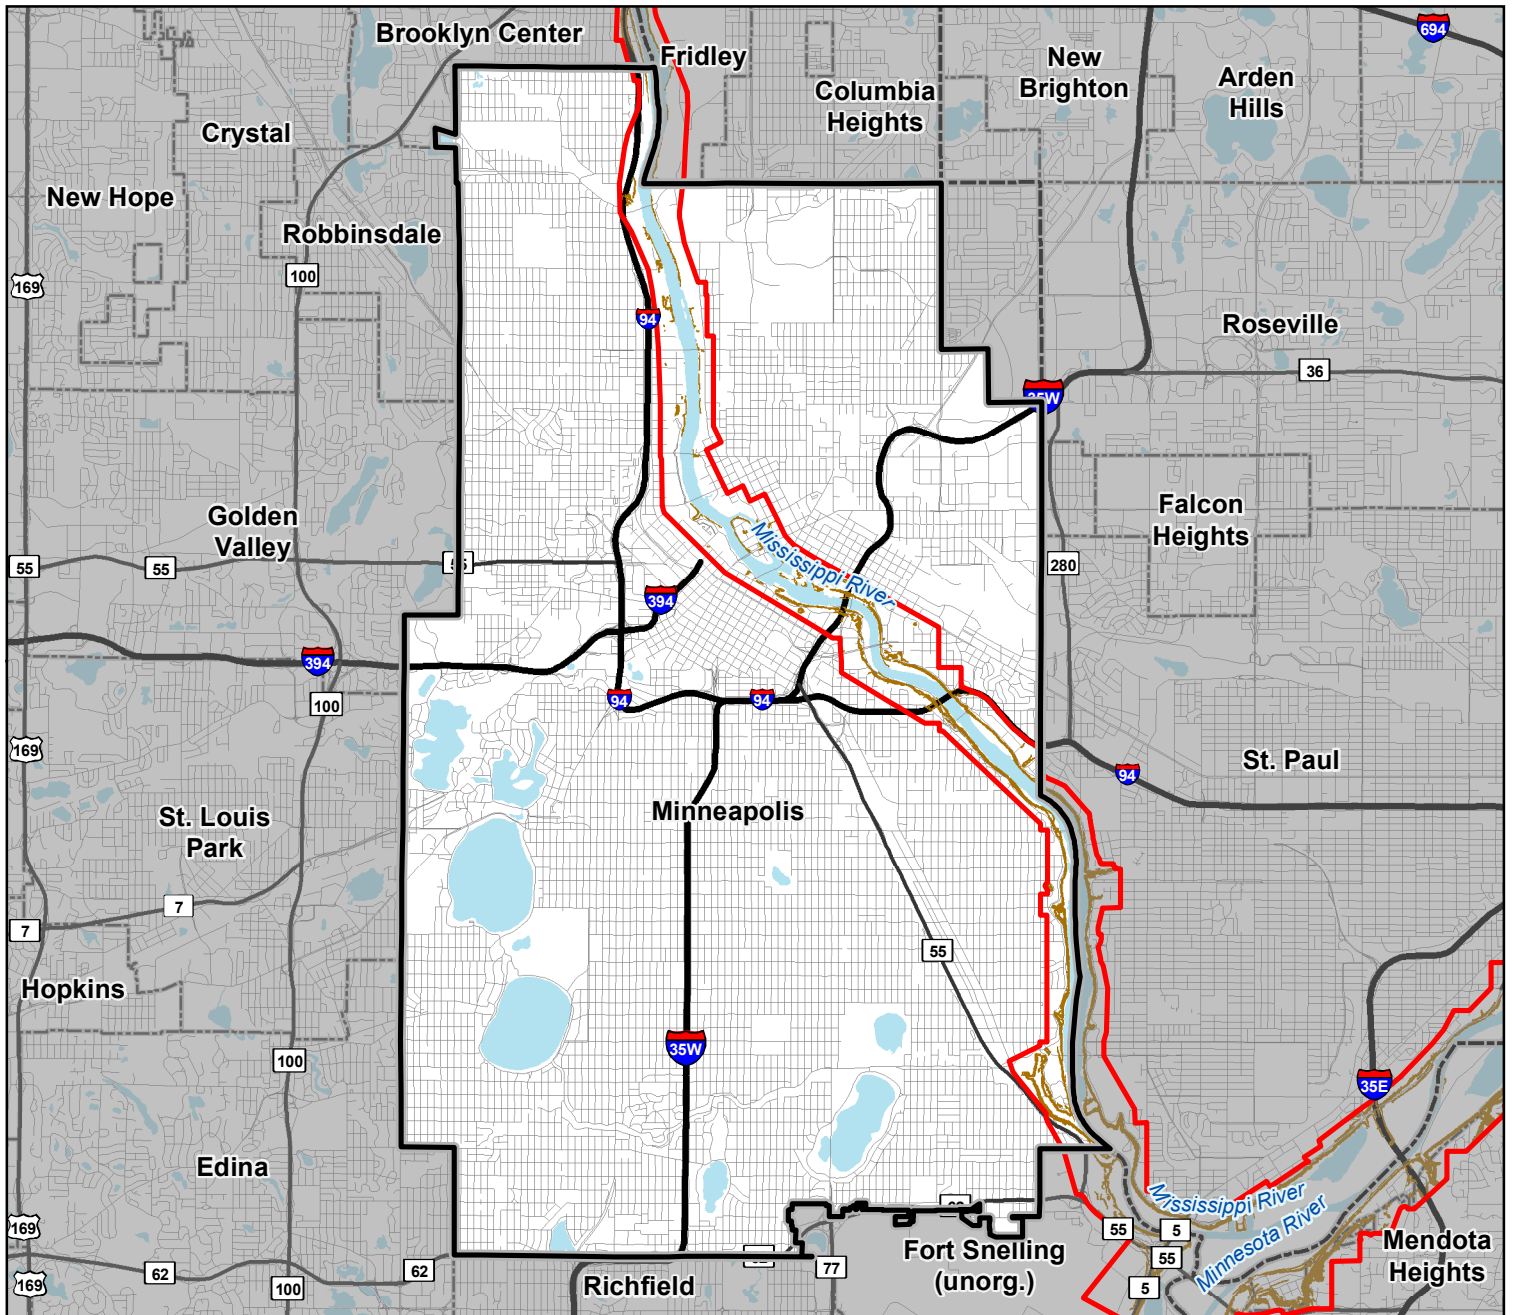 694
Brooklyn Center
Fridley
New
Brighton
Arden
Hills
Columbia
Heights
Crystal
New Hope
Robbinsdale
100
169
94
Roseville
36
35W
Golden
Valley
Falcon
Heights
55
55
55
280
Mississippi River
394
394
100
94
94
169
St. Paul
94
Minneapolis
St. Louis
Park
7
7
55
Hopkins
35W
100
35E
Edina
Mississippi River
Minnesota River
169
55
5
55
5
Mendota
Heights
Fort Snelling
(unorg.)
77
62
62
100
169
Richfield